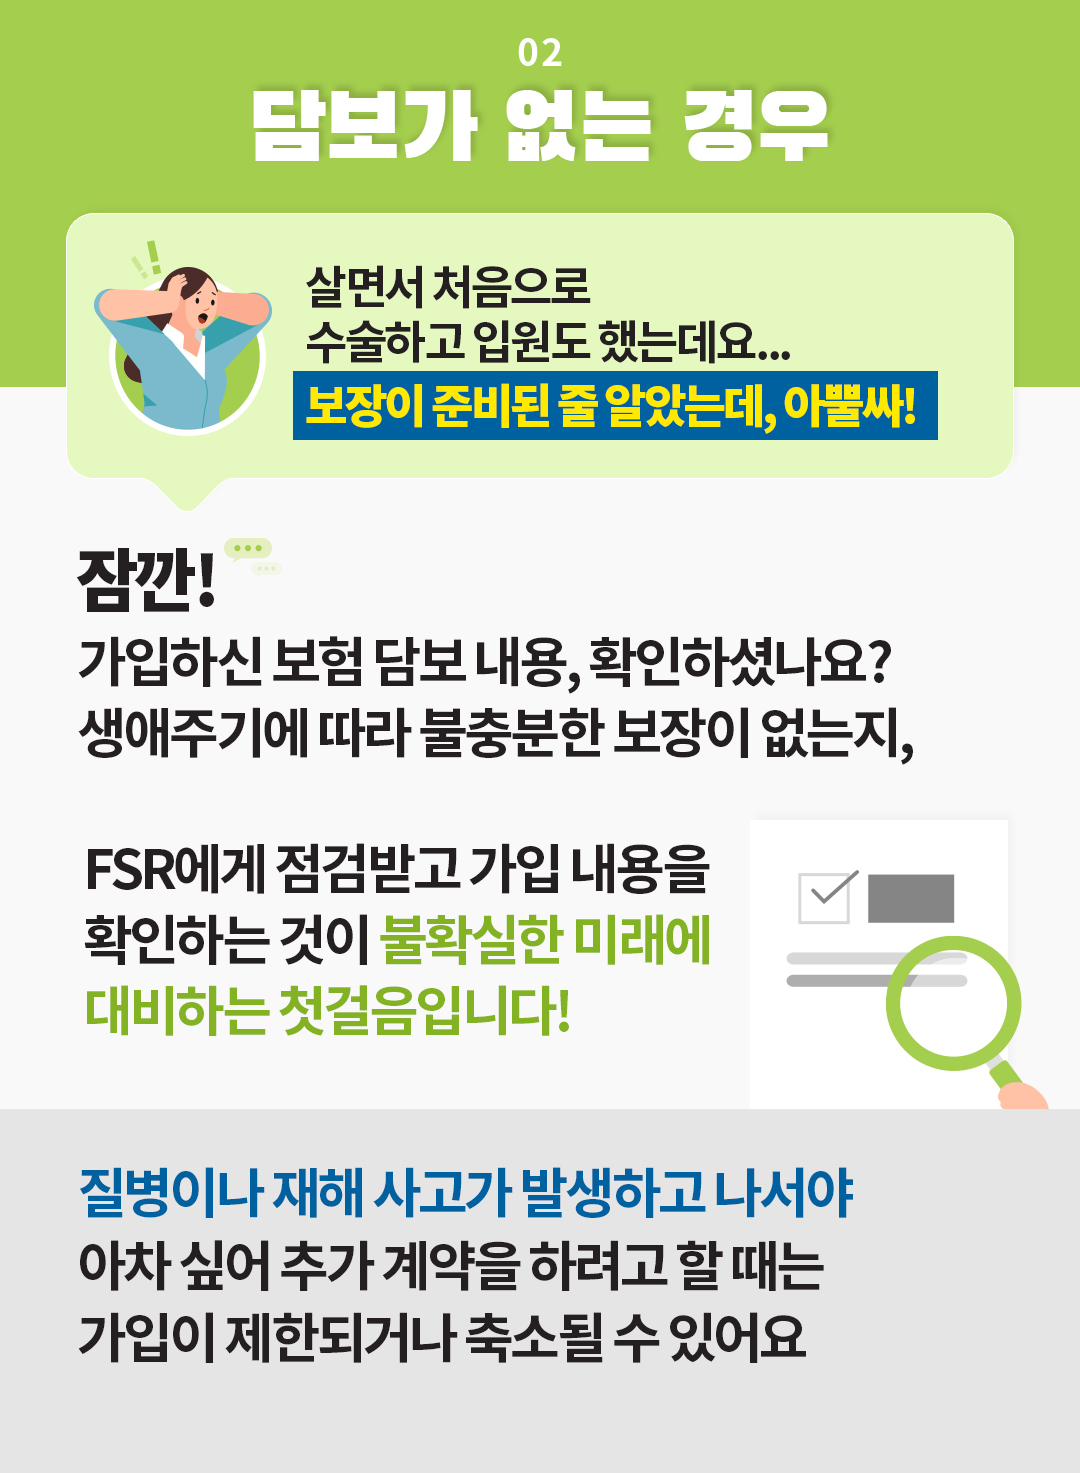 02
담보가 없는 경우
살면서 처음으로
수술하고 입원도 했는데요...
보장이 준비된 줄 알았는데, 아뿔싸!
잠깐!
가입하신 보험 담보 내용, 확인하셨나요?
생애주기에 따라 불충분한 보장이 없는지,
FSR에게 점검받고 가입 내용을
확인하는 것이 불확실한 미래에
대비하는 첫걸음입니다!
질병이나 재해 사고가 발생하고 나서야
아차 싶어 추가 계약을 하려고 할 때는
가입이 제한되거나 축소될 수 있어요